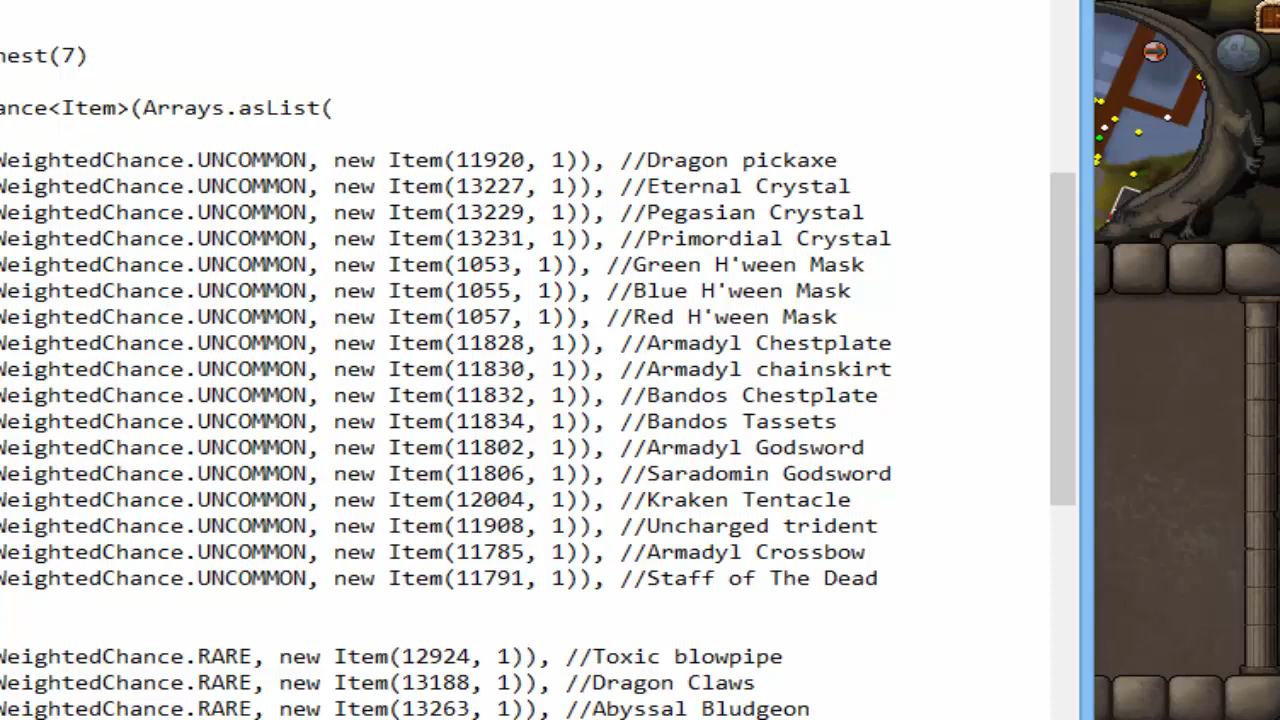 nest(7)
ance<Item>(Arrays.asList(
WeightedChance.UNCOMMON, new Item(11920, 1)), //Dragon pickaxe
WeightedChance.UNCOMMON, new Item(13227, 1)), //Eternal Crystal
WeightedChance.UNCOMMON, new Item(13229, 1)), //Pegasian Crystal
WeightedChance.UNCOMMON, new Item(13231, 1)), //Primordial Crystal
WeightedChance.UNCOMMON, new Item(1053, 1)), //Green H'ween Mask
WeightedChance.UNCOMMON, new Item(1055, 1)), //Blue H'ween Mask
WeightedChance.UNCOMMON, new Item(1057, 1)), //Red H'ween Mask
WeightedChance.UNCOMMON, new Item(11828, 1)), //Armadyl Chestplate
WeightedChance.UNCOMMON, new Item(11830, 1)), //Armadyl chainskirt
WeightedChance.UNCOMMON, new Item(11832, 1)), //Bandos Chestplate
WeightedChance.UNCOMMON, new Item(11834, 1)), //Bandos Tassets
WeightedChance.UNCOMMON, new Item(11802, 1)), //Armadyl Godsword
WeightedChance.UNCOMMON, new Item(11806, 1)), //Saradomin Godsword
WeightedChance.UNCOMMON, new Item(12004, 1)), //Kraken Tentacle
WeightedChance.UNCOMMON, new Item(11908, 1)), //Uncharged trident
WeightedChance.UNCOMMON, new Item(11785, 1)), //Armadyl Crossbow
WeightedChance.UNCOMMON, new Item(11791, 1)), //Staff of The Dead
WeightedChance.RARE, new Item(12924, 1)), //Toxic blowpipe
WeightedChance.RARE, new Item(13188, 1)), //Dragon Claws
WeightedChance.RARE, new Item(13263, 1)), //Abyssal Bludgeon